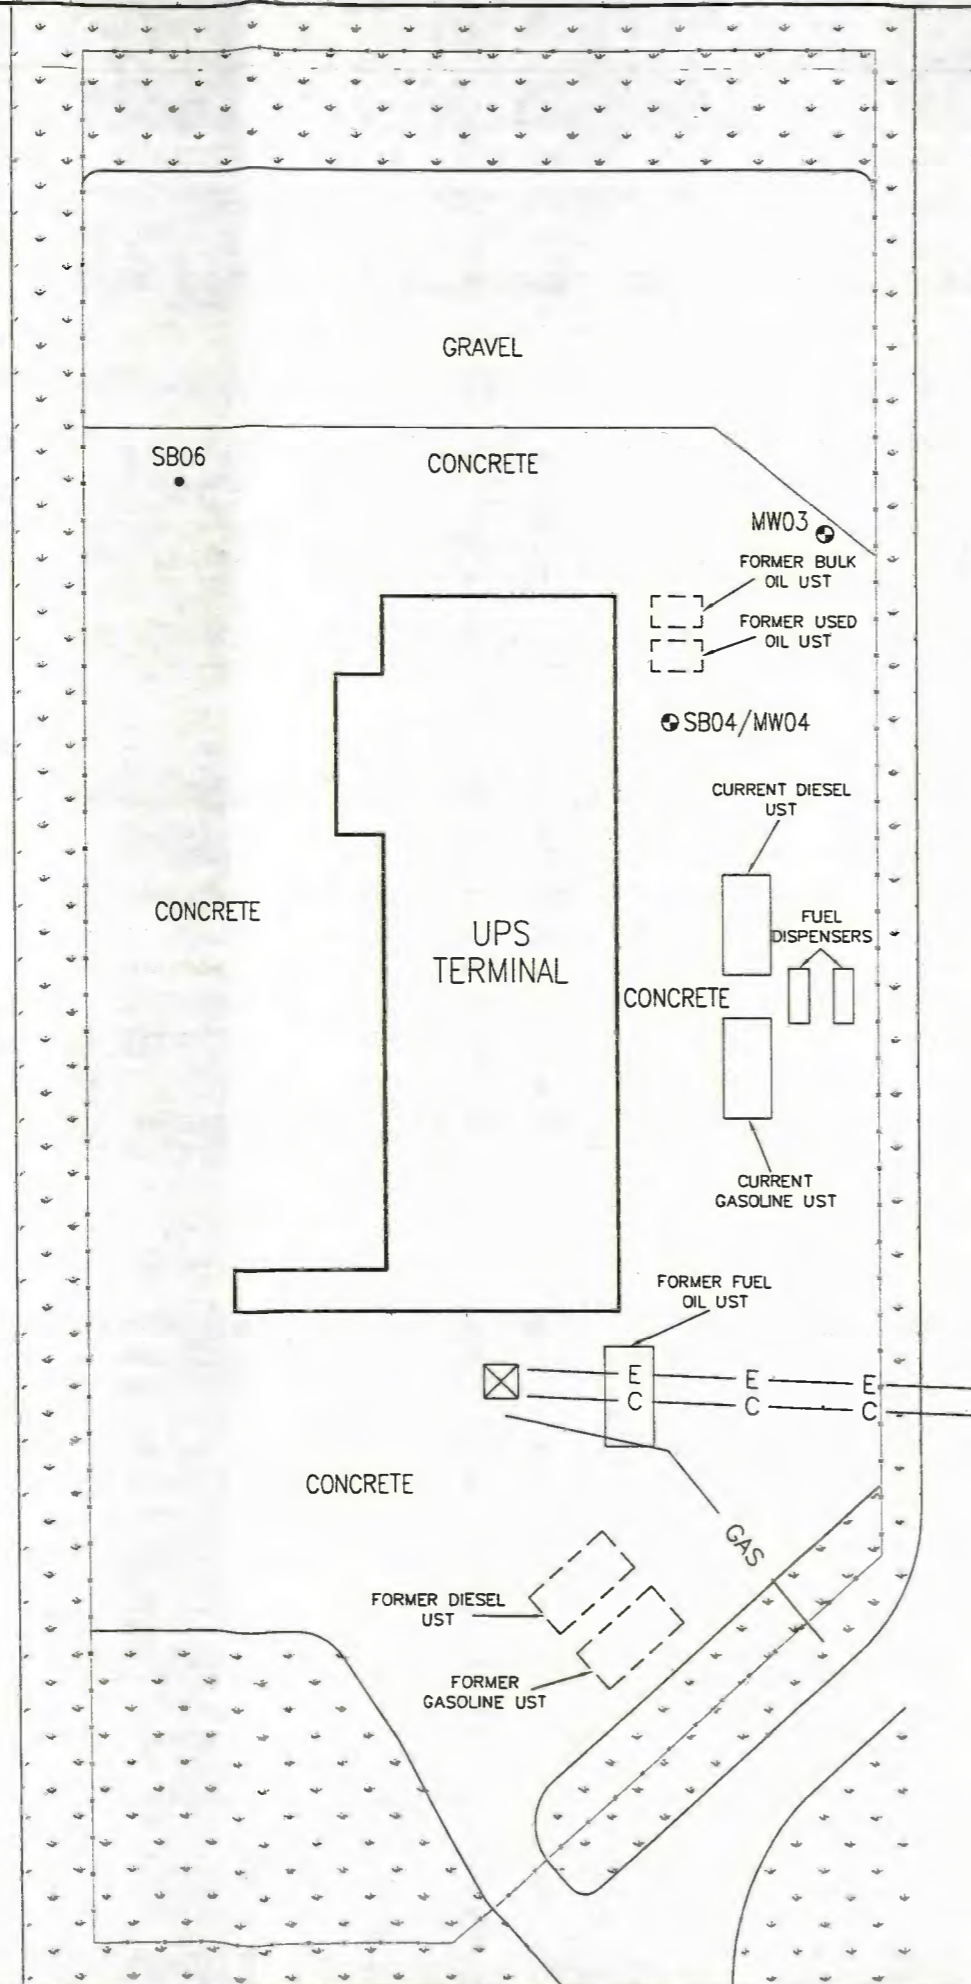 GRAVEL
SB06
CONCRETE
MW03
FORMER BULK
OIL UST
FORMER USED
OIL UST
SB04/MW04
CURRENT DIESEL
UST
CONCRETE
FUEL
DISPENSERS
UPS
TERMINAL
CONCRETE
CURRENT
GASOLINE UST
FORMER FUEL
OIL UST
E E E
C C C
CONCRETE
GAS
FORMER DIESEL
UST
FORMER
GASOLINE UST